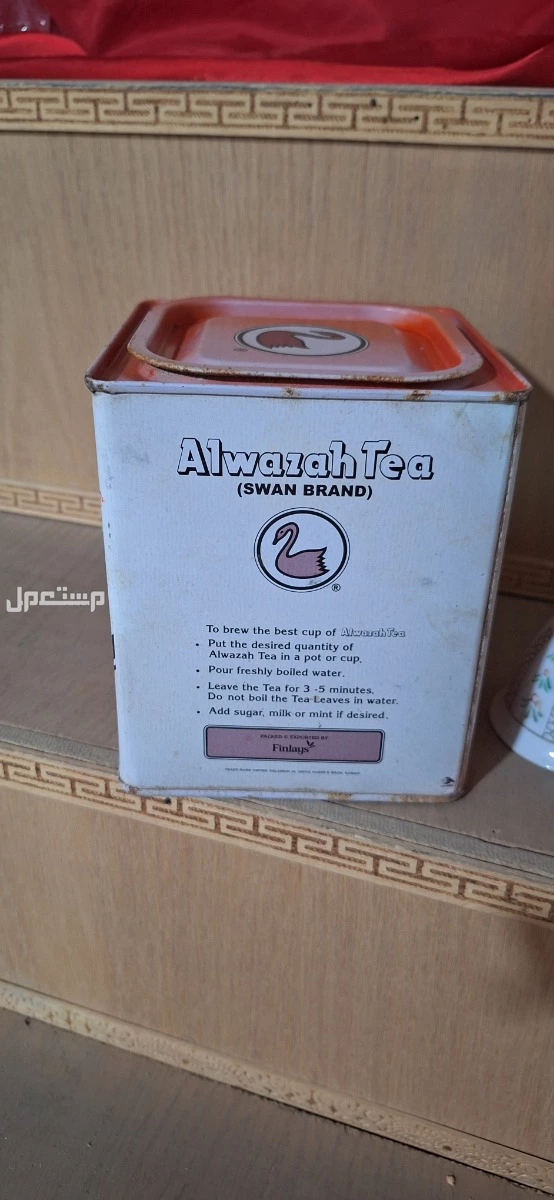 Alwazah Tea
(SWAN BRAND)
®
®
To brew the best cup of Alwazah Tea
• Put the desired quantity of
Alwazah Tea in a pot or cup.
• Pour freshly boiled water.
• Leave the Tea for 3 -5 minutes.
Do not boil the Tea Leaves in water.
• Add sugar, milk or mint if desired.
PACKED & EXPORTED BY
Finlays
مستعمل